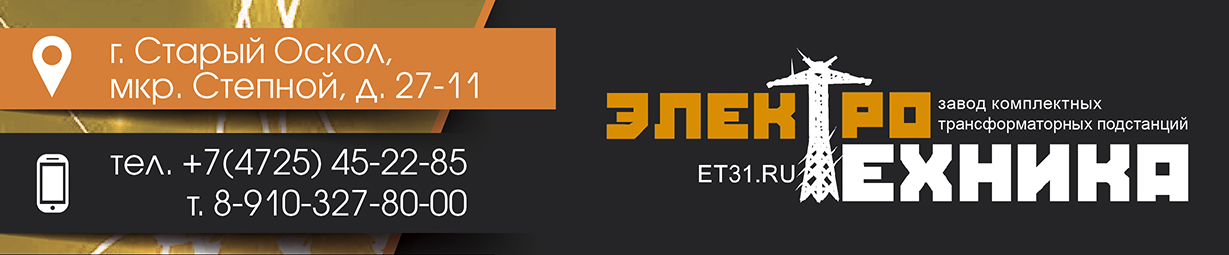 г. Старый Оскол,
мкр. Степной, д. 27-11
тел. +7(4725) 45-22-85
т. 8-910-327-80-00
ЭЛЕКТРО
ТЕХНИКА
завод комплектных
трансформаторных подстанций
ET31.RU